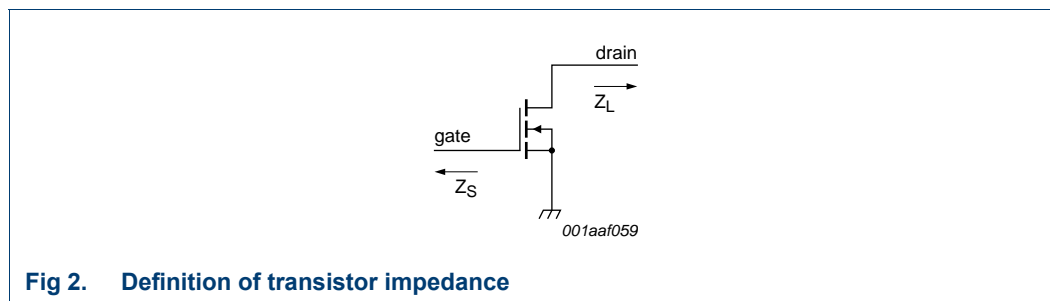 drain
Z_L
gate
Z_S
001aaf059
Fig 2. Definition of transistor impedance